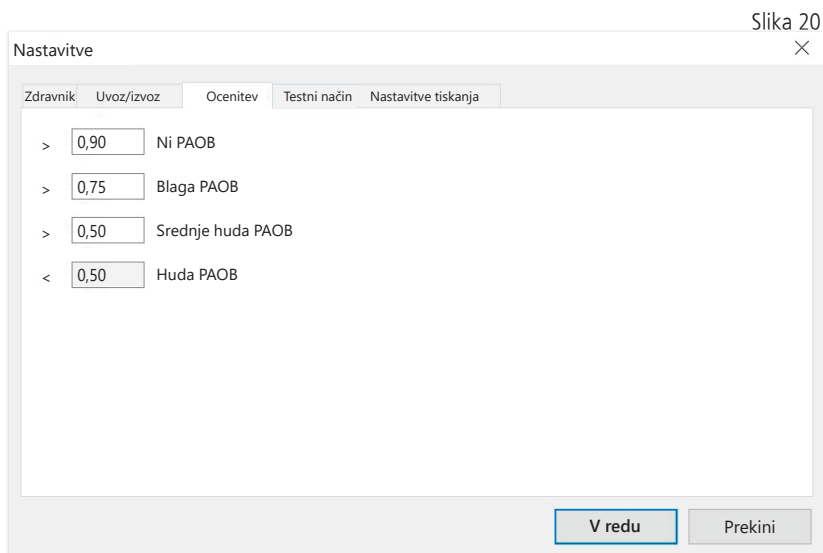 Slika 20
Nastavitve
Zdravnik Uvoz/izvoz Ocenitev Testni način Nastavitve tiskanja
> 0,90 Ni PAOB
> 0,75 Blaga PAOB
> 0,50 Srednje huda PAOB
< 0,50 Huda PAOB
V redu Prekini